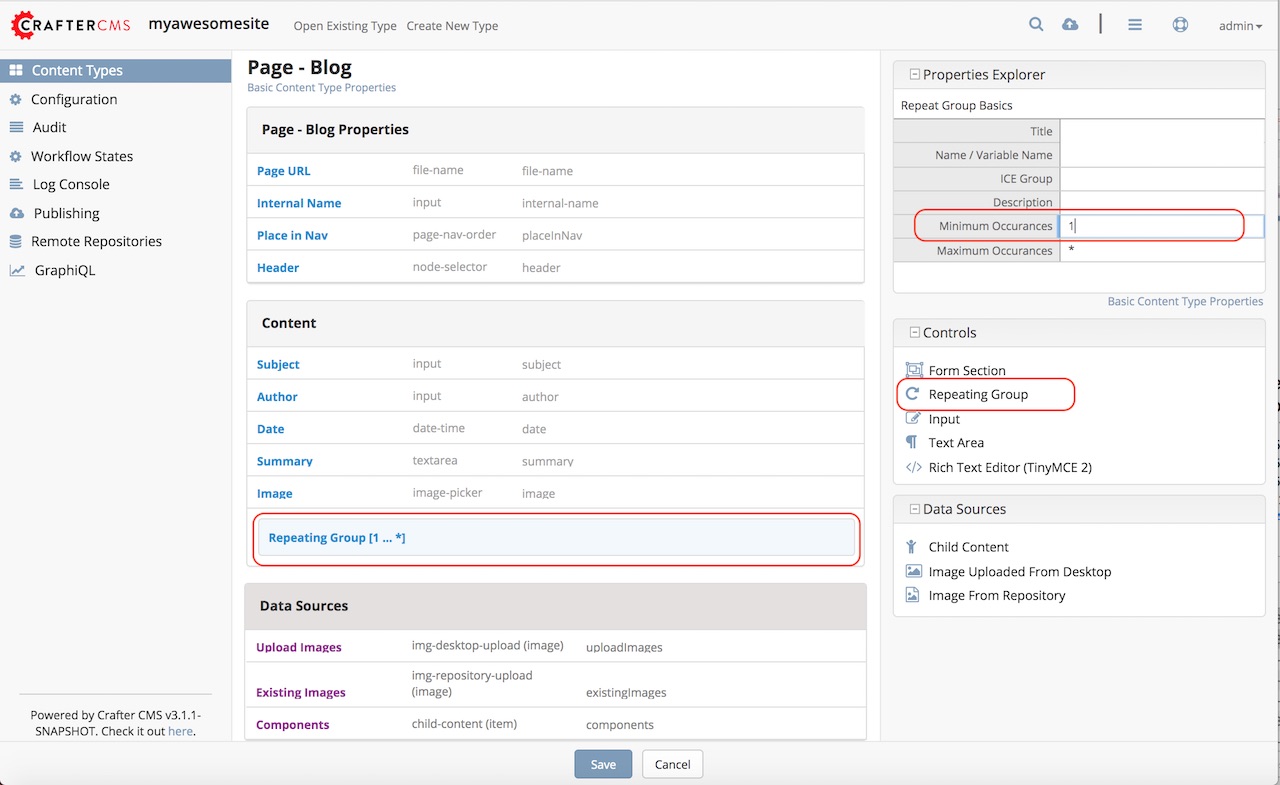 CRAFTERCMS
myawesomesite
Open Existing Type
Create New Type
admin
Content Types
Configuration
Audit
Workflow States
Log Console
Publishing
Remote Repositories
GraphiQL
Powered by Crafter CMS v3.1.1-
SNAPSHOT. Check it out here.
Page - Blog
Basic Content Type Properties
Page - Blog Properties
Page URL file-name file-name
Internal Name input internal-name
Place in Nav page-nav-order placeInNav
Header node-selector header
Content
Subject input subject
Author input author
Date date-time date
Summary textarea summary
Image image-picker image
Repeating Group [1 ... *]
Data Sources
Upload Images img-desktop-upload (image) uploadImages
Existing Images img-repository-upload (image) existingImages
Components child-content (item) components
Properties Explorer
Repeat Group Basics
Title
Name / Variable Name
ICE Group
Description
Minimum Occurances 1
Maximum Occurances *
Basic Content Type Properties
Controls
Form Section
Repeating Group
Input
Text Area
Rich Text Editor (TinyMCE 2)
Data Sources
Child Content
Image Uploaded From Desktop
Image From Repository
Save
Cancel